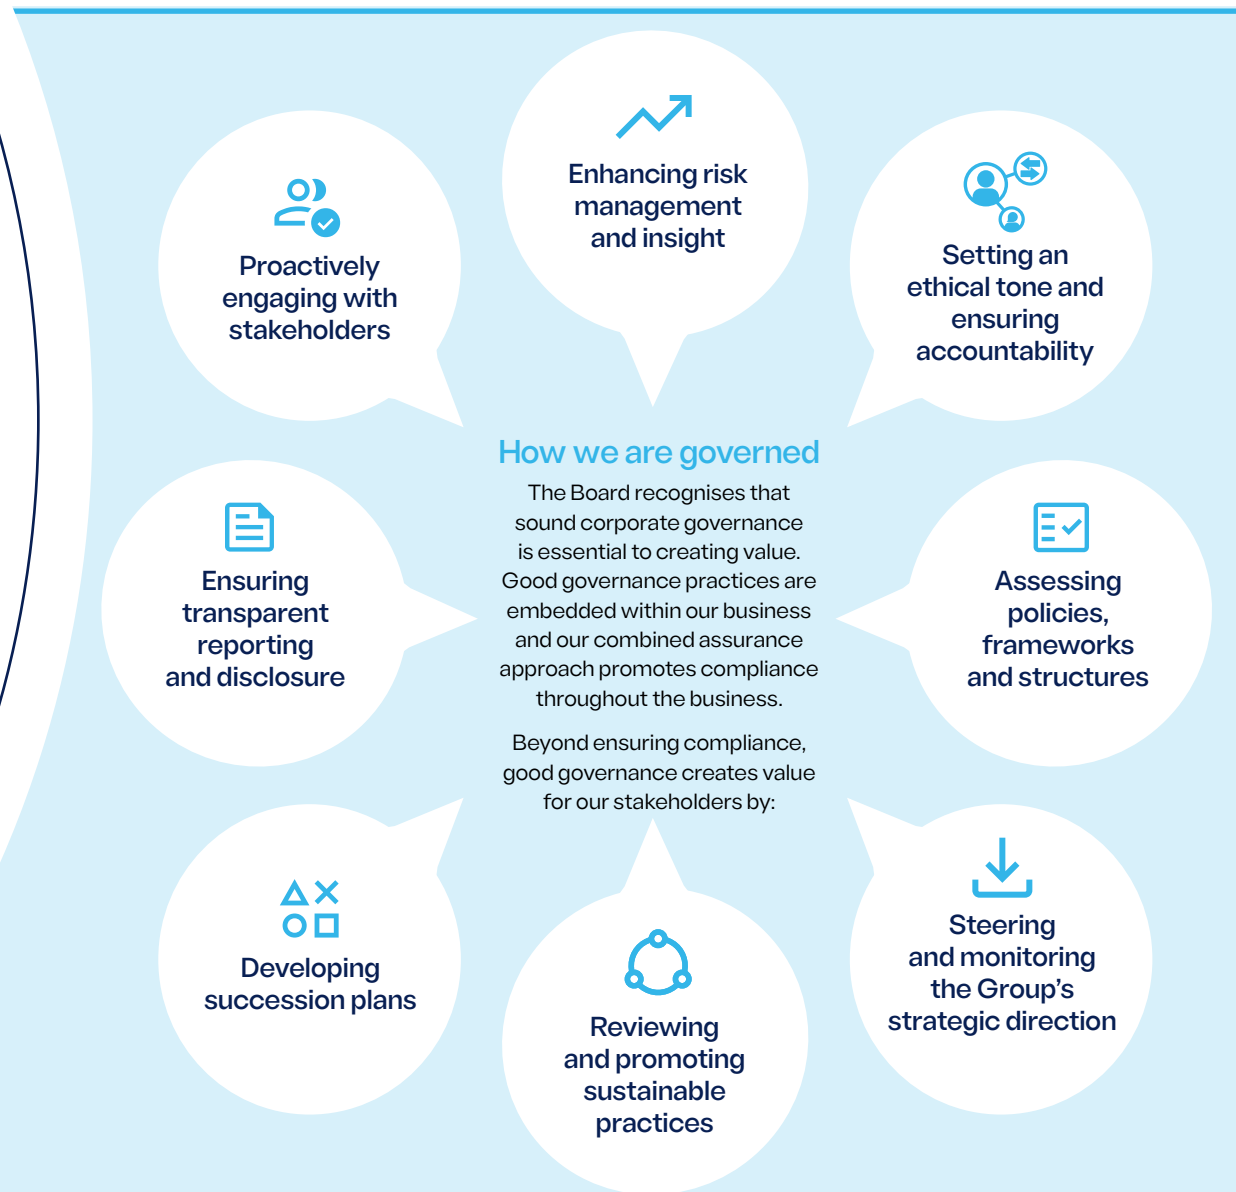 Enhancing risk
management
and insight
Proactively
engaging with
stakeholders
Setting an
ethical tone and
ensuring
accountability
How we are governed
The Board recognises that
sound corporate governance
is essential to creating value.
Good governance practices are
embedded within our business
and our combined assurance
approach promotes compliance
throughout the business.
Beyond ensuring compliance,
good governance creates value
for our stakeholders by:
Ensuring
transparent
reporting
and disclosure
Assessing
policies,
frameworks
and structures
Developing
succession plans
Steering
and monitoring
the Group’s
strategic direction
Reviewing
and promoting
sustainable
practices